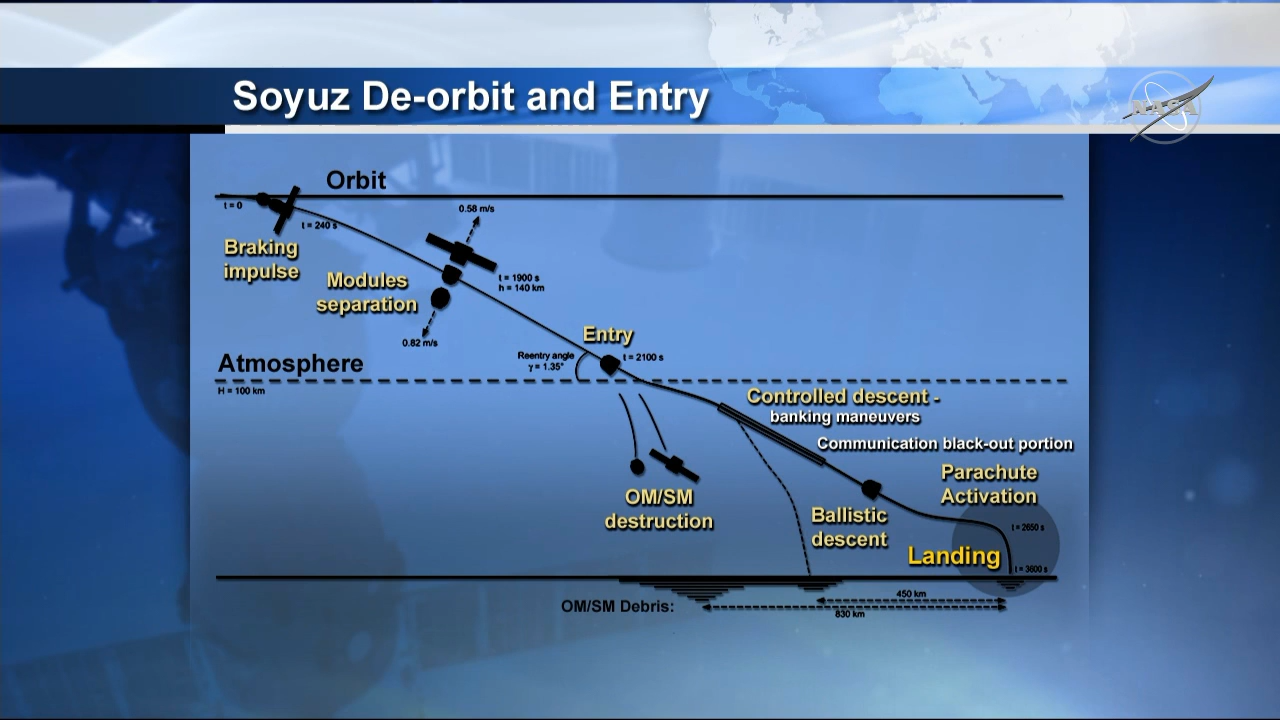 Soyuz De-orbit and Entry
NASA
Orbit
t = 0
0.58 m/s
t = 240 s
Braking
impulse
Modules
separation
t = 1900 s
h = 140 km
0.82 m/s
Entry
Reentry angle
γ = 1.35°
t = 2100 s
Atmosphere
H = 100 km
Controlled descent -
banking maneuvers
Communication black-out portion
Parachute
Activation
OM/SM
destruction
Ballistic
descent
t = 2650 s
Landing
t = 3600 s
450 km
OM/SM Debris:
830 km